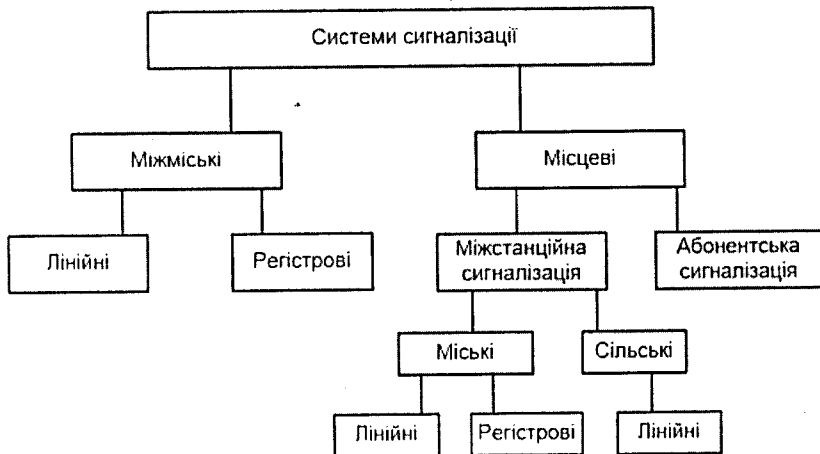 Системи сигналізації
Міжміські
Місцеві
Лінійні
Регістрові
Міжстанційна
сигналізація
Абонентська
сигналізація
Міські
Сільські
Лінійні
Регістрові
Лінійні